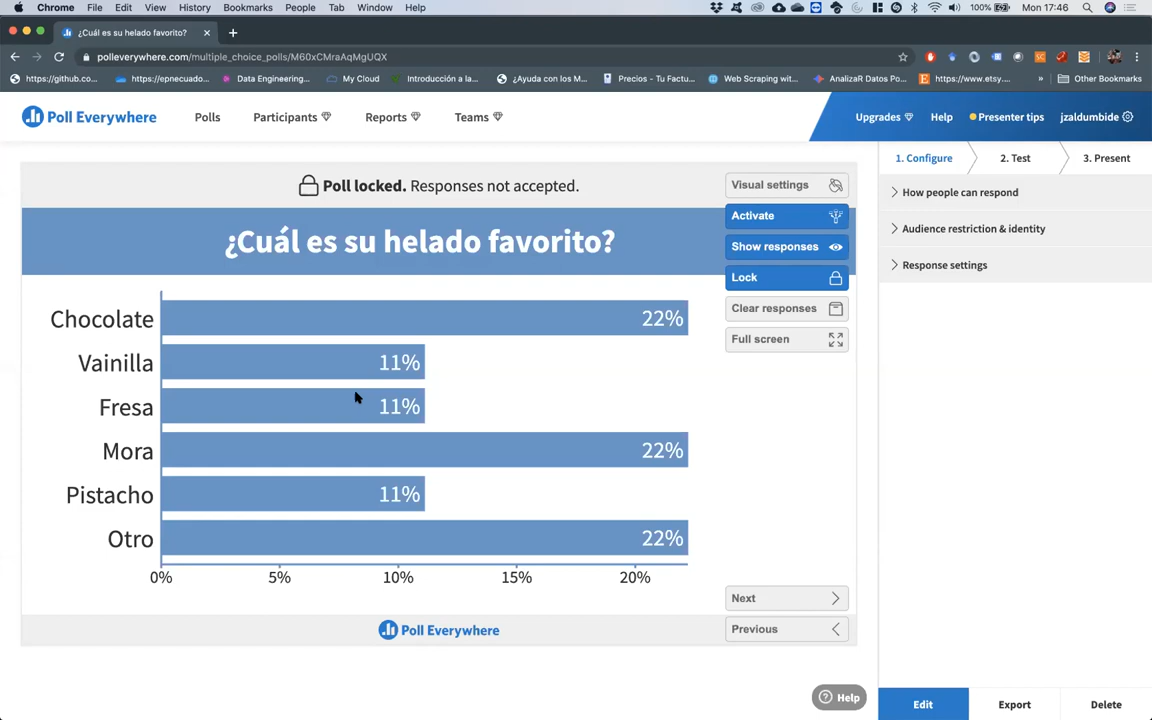 Chrome File Edit View History Bookmarks People Tab Window Help 100% Mon 17:46
¿Cuál es su helado favorito?
polleverywhere.com/multiple_choice_polls/M60xCMraAqMgUQX
https://github.co... https://epnecuado... Data Engineering... My Cloud Introducción a la... ¿Ayuda con los M... Precios - Tu Factu... Web Scraping wit... AnalizaR Datos Po... https://www.etsy.... » Other Bookmarks
Poll Everywhere Polls Participants Reports Teams Upgrades Help Presenter tips jzaldumbide
1. Configure 2. Test 3. Present
Poll locked. Responses not accepted.
Visual settings
Activate
Show responses
Lock
Clear responses
Full screen
How people can respond
Audience restriction & identity
Response settings
¿Cuál es su helado favorito?
Chocolate 22%
Vainilla 11%
Fresa 11%
Mora 22%
Pistacho 11%
Otro 22%
0% 5% 10% 15% 20%
Next
Previous
Poll Everywhere
Help
Edit Export Delete